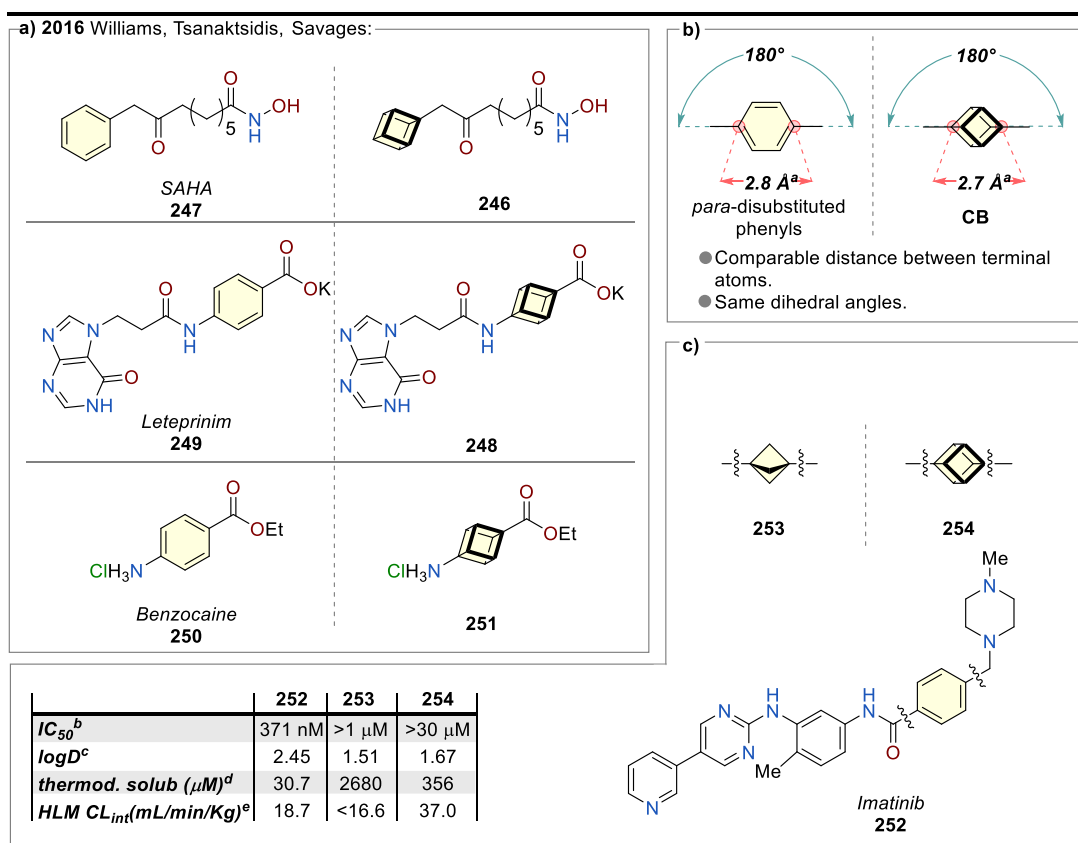 a) 2016 Williams, Tsanaktsidis, Savages:
O
OH
N
H
O
5
SAHA
247
O
OH
N
H
O
5
246
O
OK
O
N
H
N
N
N
O
N
NH
Leteprinim
249
O
OK
O
N
H
N
N
N
O
N
NH
248
O
OEt
ClH3N
Benzocaine
250
O
OEt
ClH3N
251
b)
180°
180°
2.8 Åᵃ
2.7 Åᵃ
para-disubstituted
phenyls
CB
Comparable distance between terminal
atoms.
Same dihedral angles.
c)
253
254
Me
N
N
H
N
H
N
N
N
Me
O
N
Imatinib
252
252 253 254
IC50ᵇ 371 nM >1 μM >30 μM
logDᶜ 2.45 1.51 1.67
thermod. solub (μM)ᵈ 30.7 2680 356
HLM CLint(mL/min/Kg)ᵉ 18.7 <16.6 37.0